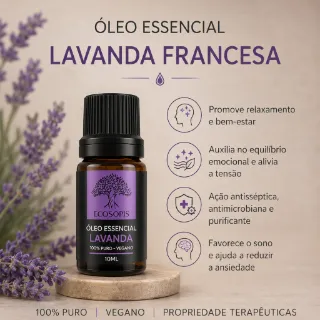 ÓLEO ESSENCIAL
LAVANDA FRANCESA
Promove relaxamento
e bem-estar
Auxilia no equilíbrio
emocional e alivia
a tensão
Ação antisséptica,
antimicrobiana e
purificante
Favorece o sono
e ajuda a reduzir
a ansiedade
ECOSOPIS
ÓLEO ESSENCIAL
LAVANDA
100% PURO - VEGANO
10ML
100% PURO | VEGANO | PROPRIEDADE TERAPÊUTICAS